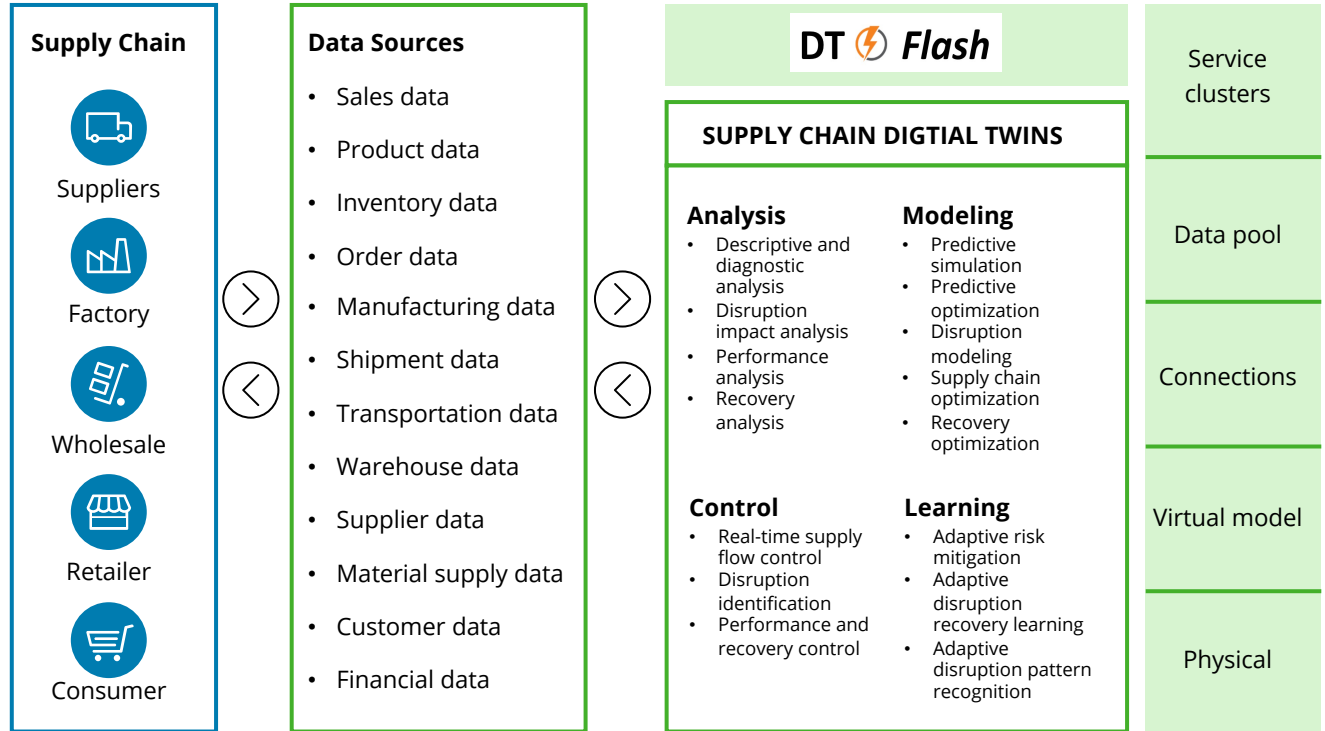 Supply Chain
Suppliers
Factory
Wholesale
Retailer
Consumer
Data Sources
• Sales data
• Product data
• Inventory data
• Order data
• Manufacturing data
• Shipment data
• Transportation data
• Warehouse data
• Supplier data
• Material supply data
• Customer data
• Financial data
DT Flash
SUPPLY CHAIN DIGTIAL TWINS
Analysis
• Descriptive and
diagnostic
analysis
• Disruption
impact analysis
• Performance
analysis
• Recovery
analysis
Modeling
• Predictive
simulation
• Predictive
optimization
• Disruption
modeling
• Supply chain
optimization
• Recovery
optimization
Control
• Real-time supply
flow control
• Disruption
identification
• Performance and
recovery control
Learning
• Adaptive risk
mitigation
• Adaptive
disruption
recovery learning
• Adaptive
disruption pattern
recognition
Service
clusters
Data pool
Connections
Virtual model
Physical